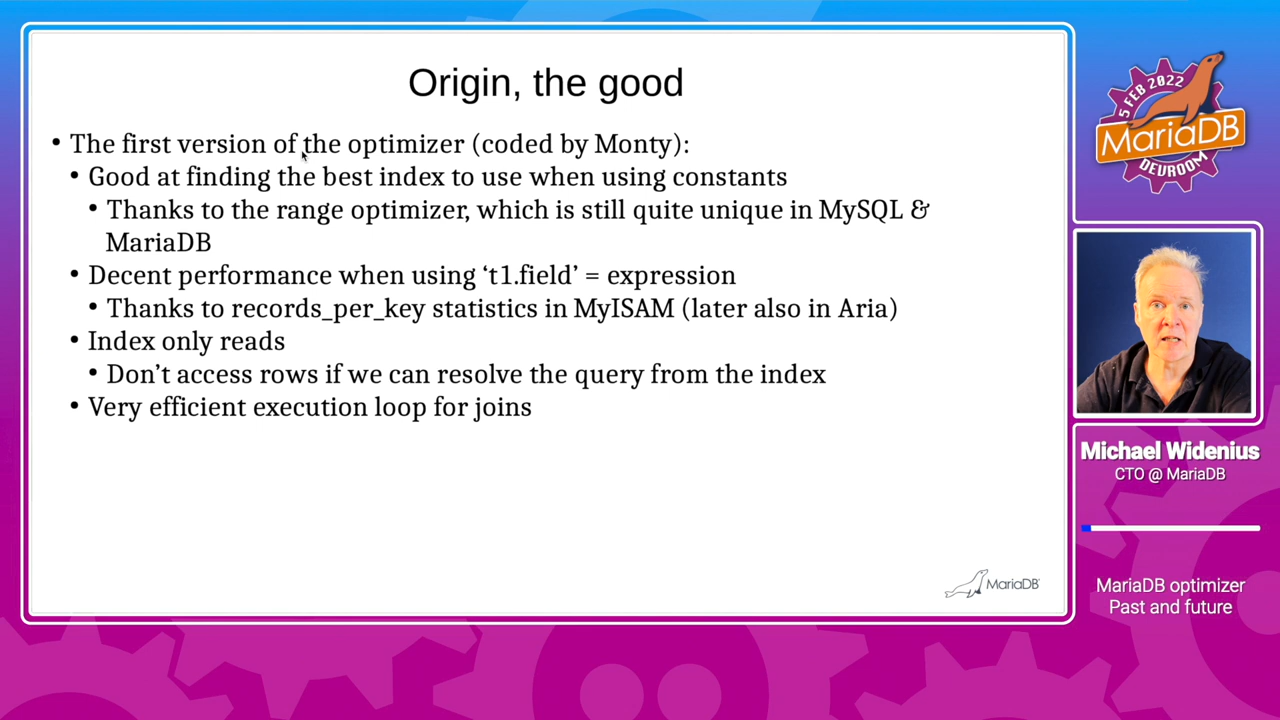 Origin, the good
• The first version of the optimizer (coded by Monty):
• Good at finding the best index to use when using constants
• Thanks to the range optimizer, which is still quite unique in MySQL &
MariaDB
• Decent performance when using ‘t1.field’ = expression
• Thanks to records_per_key statistics in MyISAM (later also in Aria)
• Index only reads
• Don’t access rows if we can resolve the query from the index
• Very efficient execution loop for joins
MariaDB
5 FEB 2022
MariaDB
DEVROOM
Michael Widenius
CTO @ MariaDB
MariaDB optimizer
Past and future